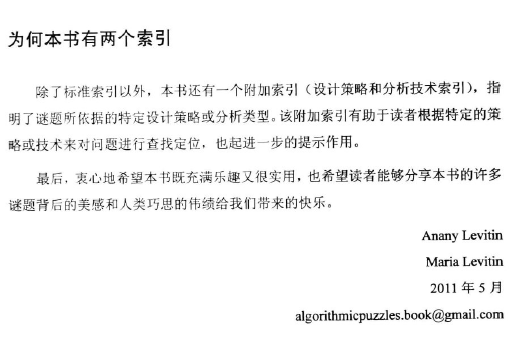 为何本书有两个索引
除了标准索引以外，本书还有一个附加索引（设计策略和分析技术索引），指
明了谜题所依据的特定设计策略或分析类型。该附加索引有助于读者根据特定的策
略或技术来对问题进行查找定位，也起进一步的提示作用。
最后，衷心地希望本书既充满乐趣又很实用，也希望读者能够分享本书的许多
谜题背后的美感和人类巧思的伟绩给我们带来的快乐。
Anany Levitin
Maria Levitin
2011 年 5 月
algorithmicpuzzles.book@gmail.com